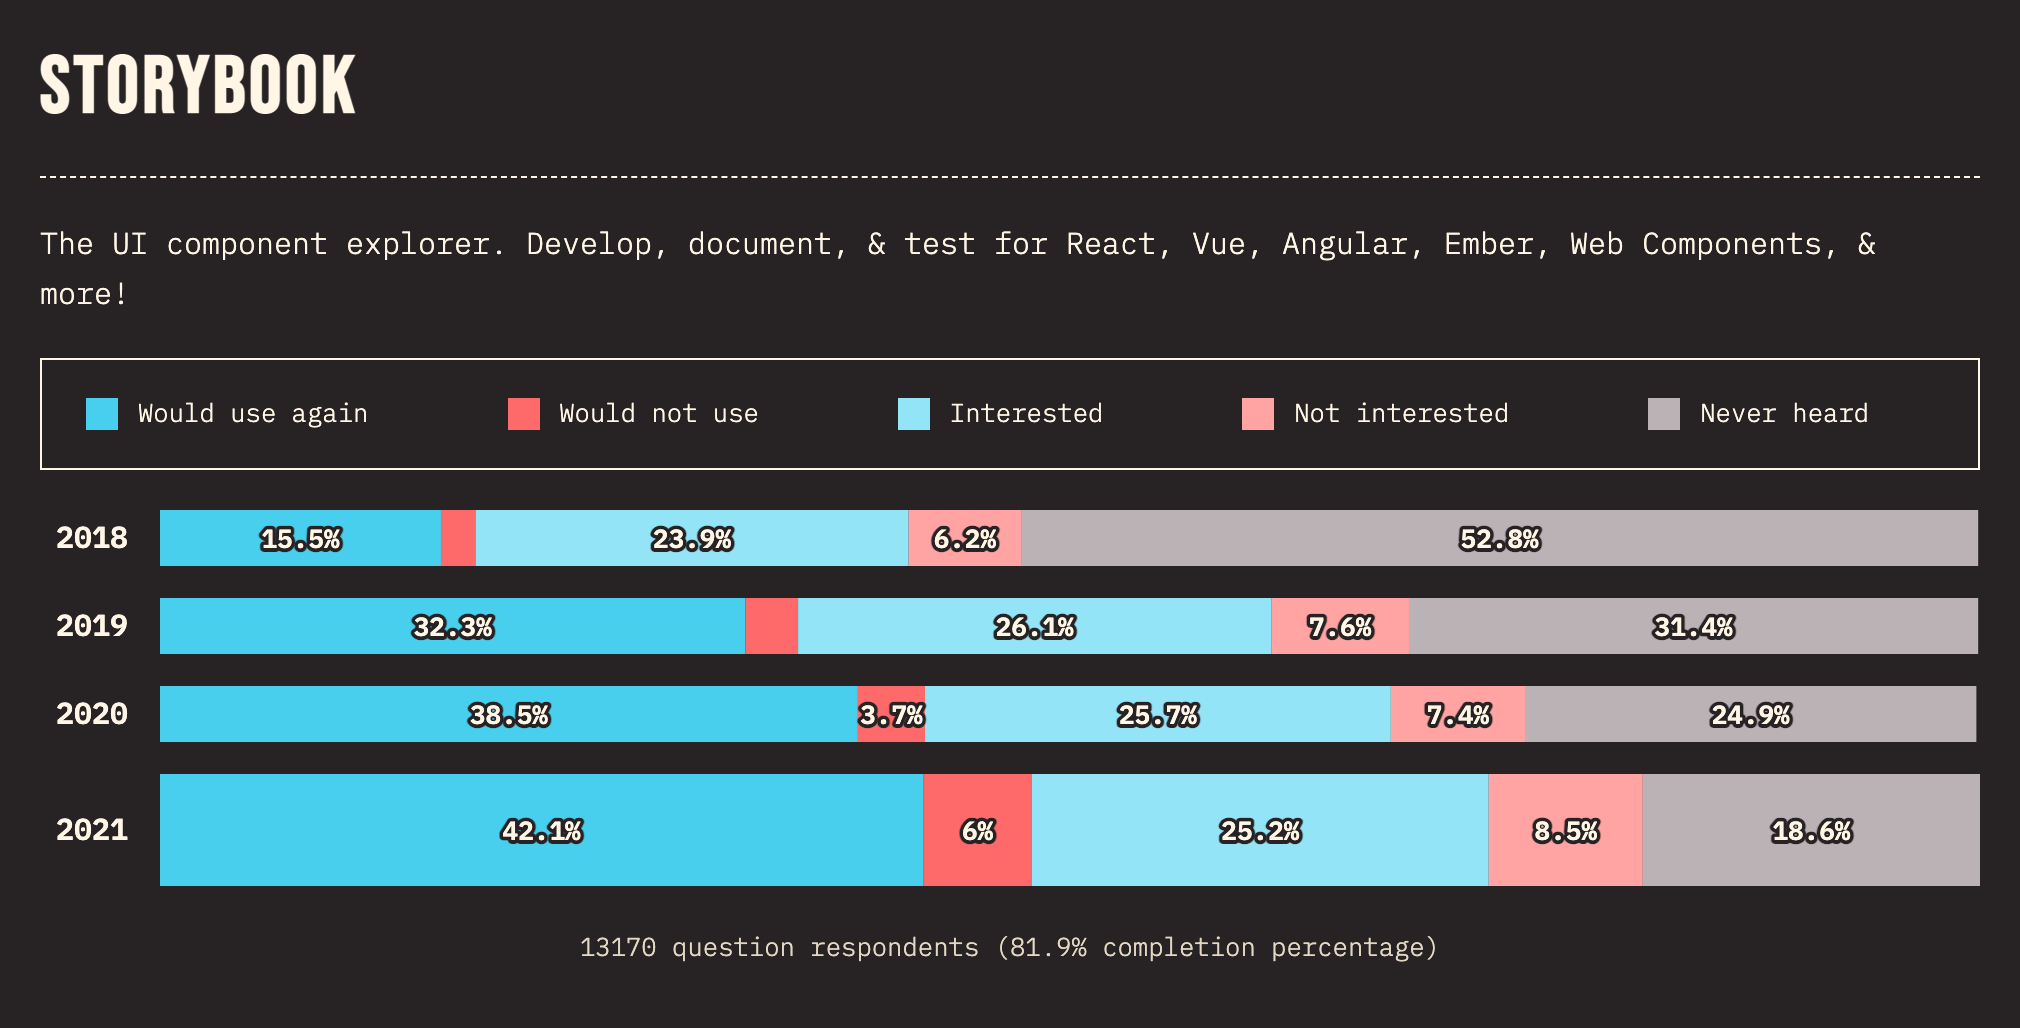 STORYBOOK
The UI component explorer. Develop, document, & test for React, Vue, Angular, Ember, Web Components, &
more!
Would use again Would not use Interested Not interested Never heard
2018 15.5% 23.9% 6.2% 52.8%
2019 32.3% 26.1% 7.6% 31.4%
2020 38.5% 3.7% 25.7% 7.4% 24.9%
2021 42.1% 6% 25.2% 8.5% 18.6%
13170 question respondents (81.9% completion percentage)